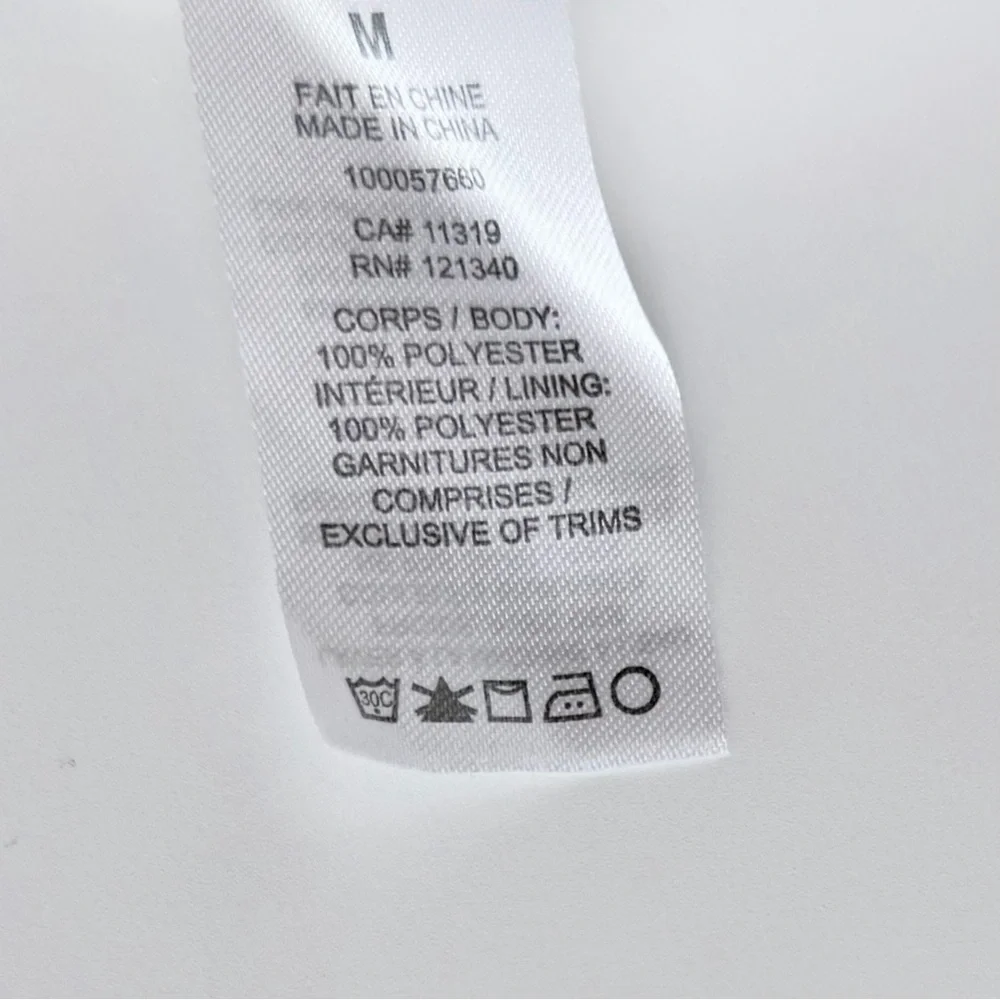 M
FAIT EN CHINE
MADE IN CHINA
100057660
CA# 11319
RN# 121340
CORPS / BODY:
100% POLYESTER
INTÉRIEUR / LINING:
100% POLYESTER
GARNITURES NON
COMPRISES /
EXCLUSIVE OF TRIMS
30C